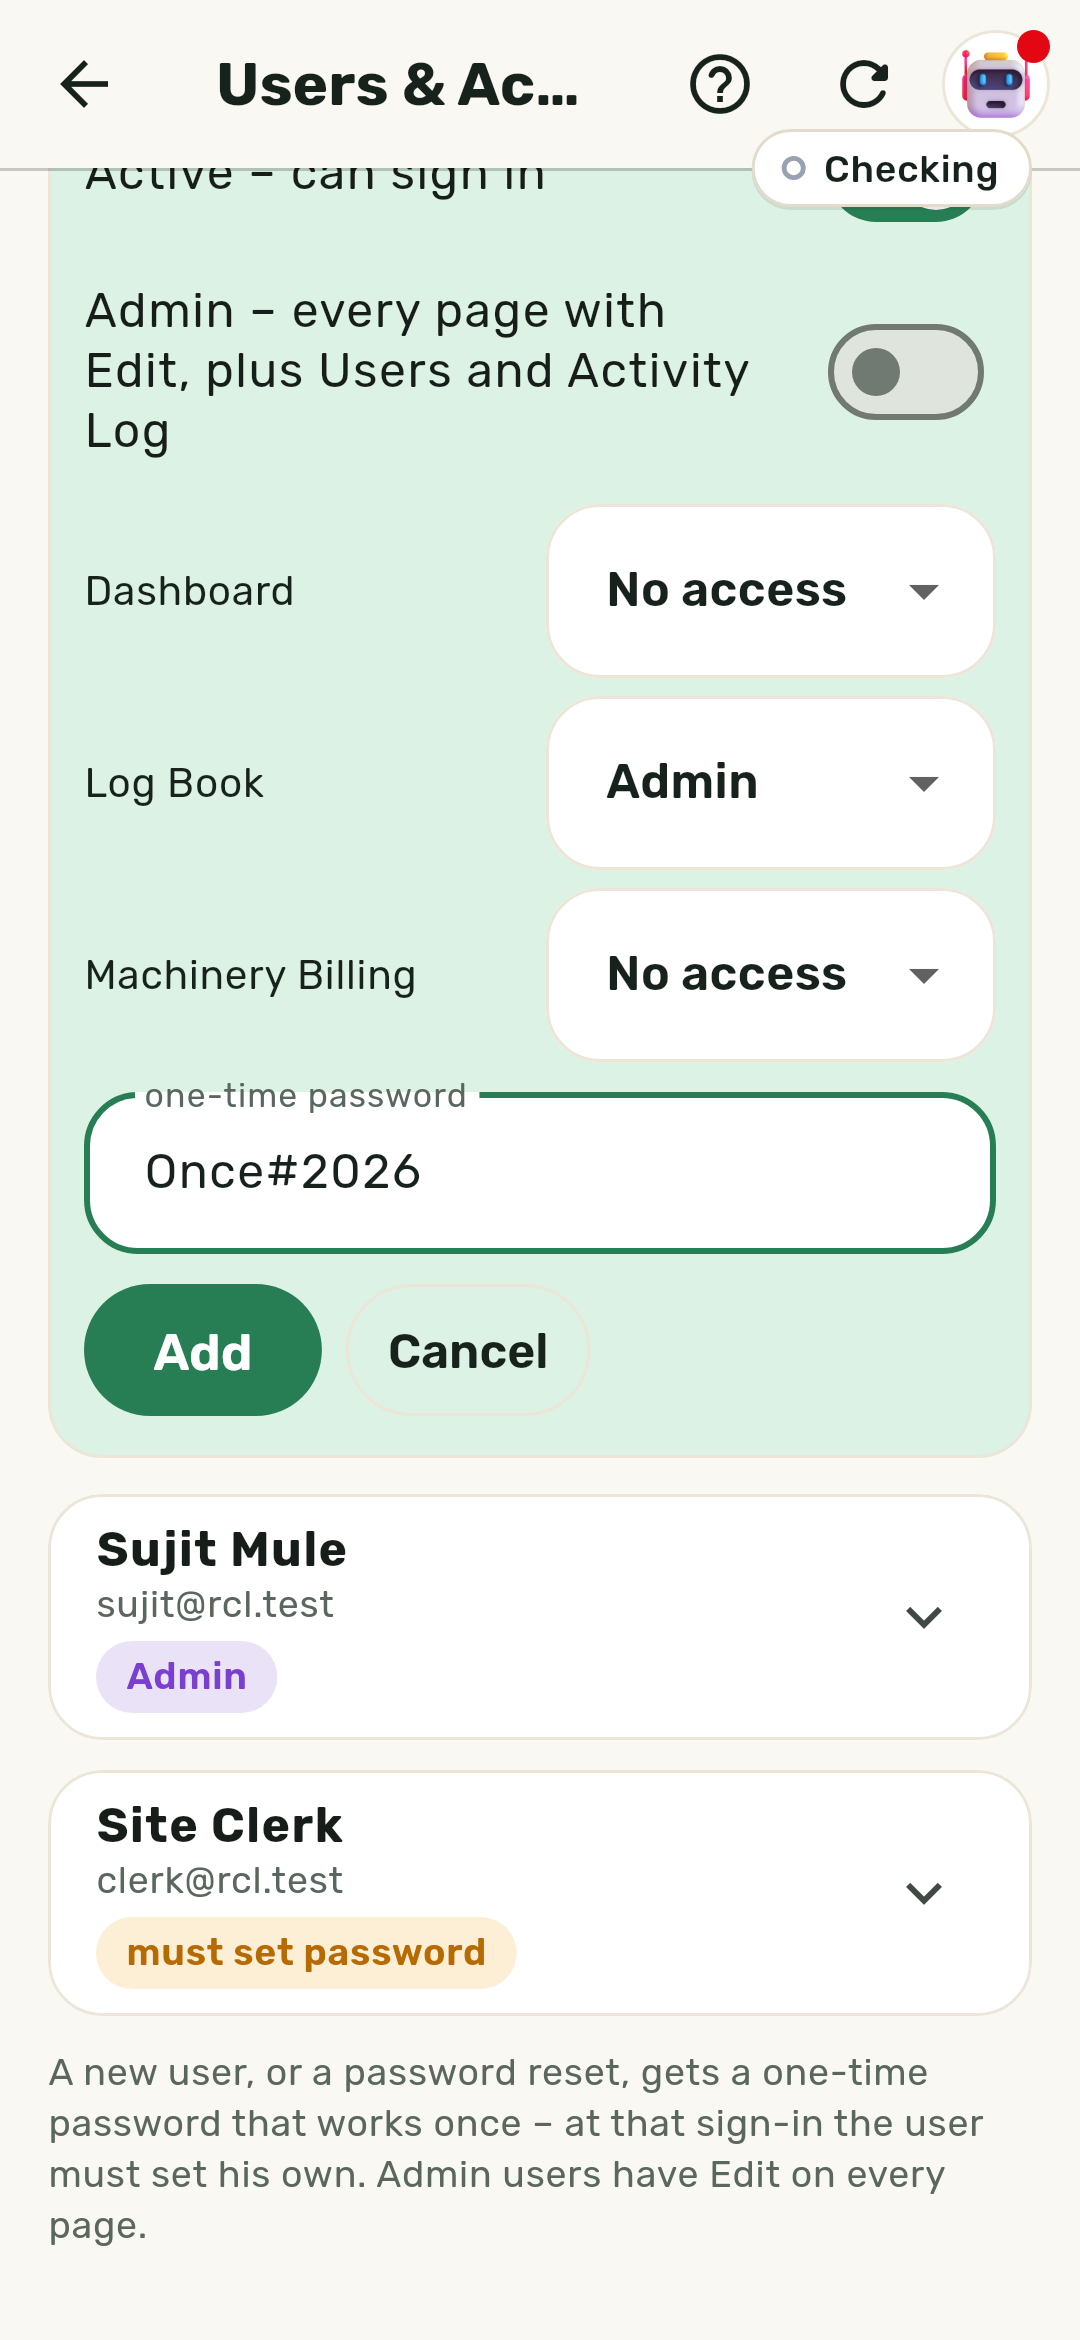 Users & Ac...
Checking
Active – can sign in
Admin – every page with
Edit, plus Users and Activity
Log
Dashboard
No access
Log Book
Admin
Machinery Billing
No access
one-time password
Once#2026
Add
Cancel
Sujit Mule
sujit@rcl.test
Admin
Site Clerk
clerk@rcl.test
must set password
A new user, or a password reset, gets a one-time
password that works once – at that sign-in the user
must set his own. Admin users have Edit on every
page.